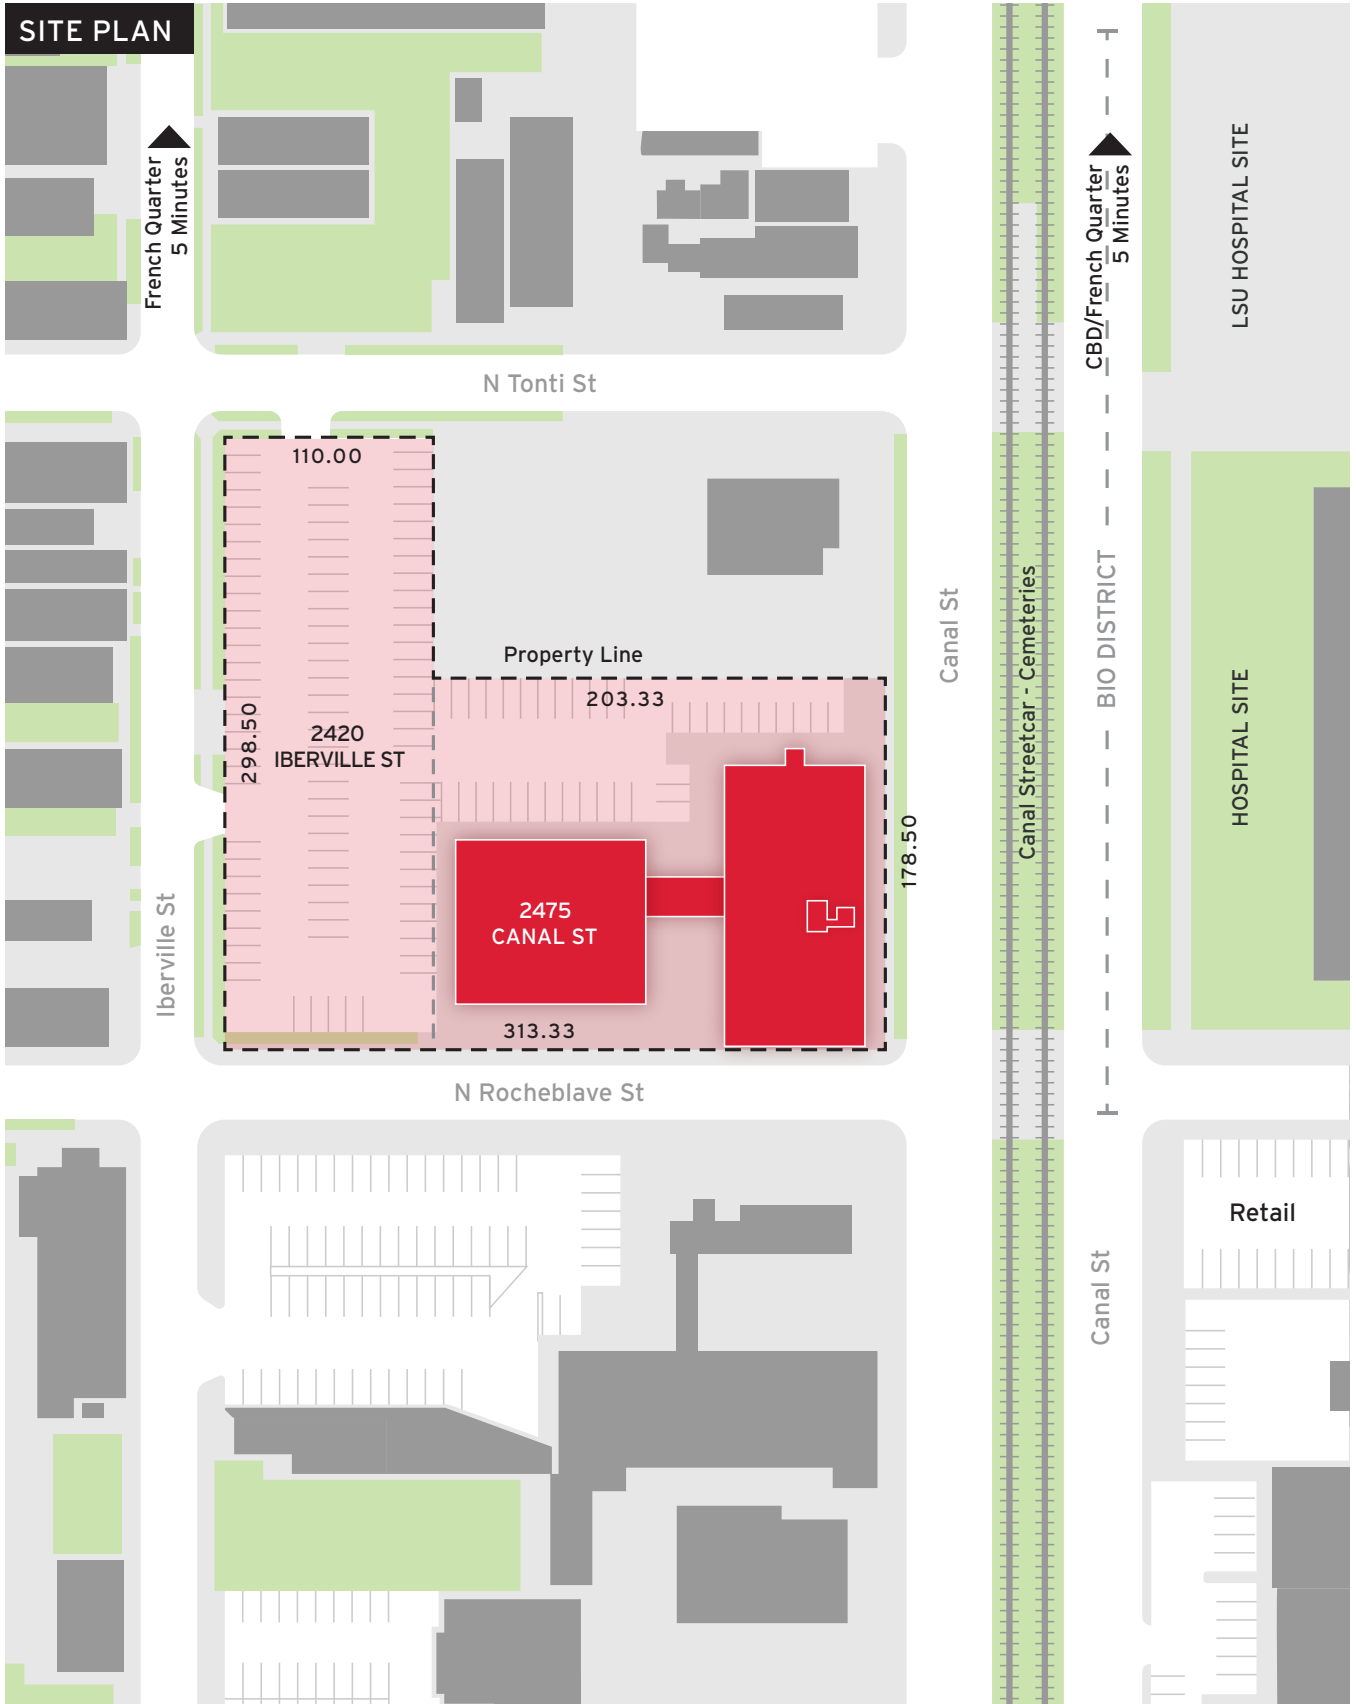 SITE PLAN
French Quarter
5 Minutes
CBD/French Quarter
5 Minutes
LSU HOSPITAL SITE
N Tonti St
110.00
Property Line
203.33
298.50
2420
IBERVILLE ST
Canal St
Canal Streetcar - Cemeteries
BIO DISTRICT
HOSPITAL SITE
178.50
2475
CANAL ST
Iberville St
313.33
N Rocheblave St
Retail
Canal St